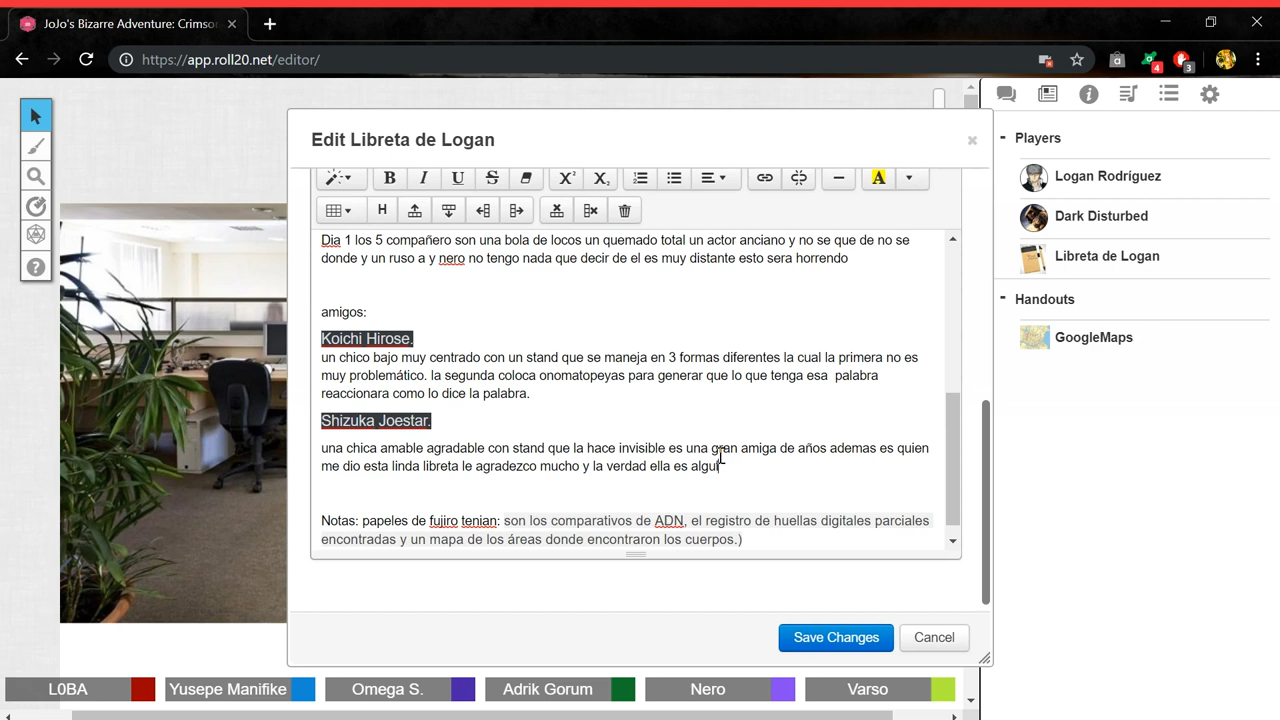 JoJo's Bizarre Adventure: Crimso
https://app.roll20.net/editor/
4
3
Edit Libreta de Logan
B I U S X² X₂ A
H
Dia 1 los 5 compañero son una bola de locos un quemado total un actor anciano y no se que de no se
donde y un ruso a y nero no tengo nada que decir de el es muy distante esto sera horrendo
amigos:
Koichi Hirose.
un chico bajo muy centrado con un stand que se maneja en 3 formas diferentes la cual la primera no es
muy problemático. la segunda coloca onomatopeyas para generar que lo que tenga esa  palabra
reaccionara como lo dice la palabra.
Shizuka Joestar.
una chica amable agradable con stand que la hace invisible es una gran amiga de años ademas es quien
me dio esta linda libreta le agradezco mucho y la verdad ella es algui
Notas: papeles de fujiro tenian: son los comparativos de ADN, el registro de huellas digitales parciales
encontradas y un mapa de los áreas donde encontraron los cuerpos.)
Save Changes
Cancel
Players
Logan Rodríguez
Dark Disturbed
Libreta de Logan
Handouts
GoogleMaps
L0BA
Yusepe Manifike
Omega S.
Adrik Gorum
Nero
Varso